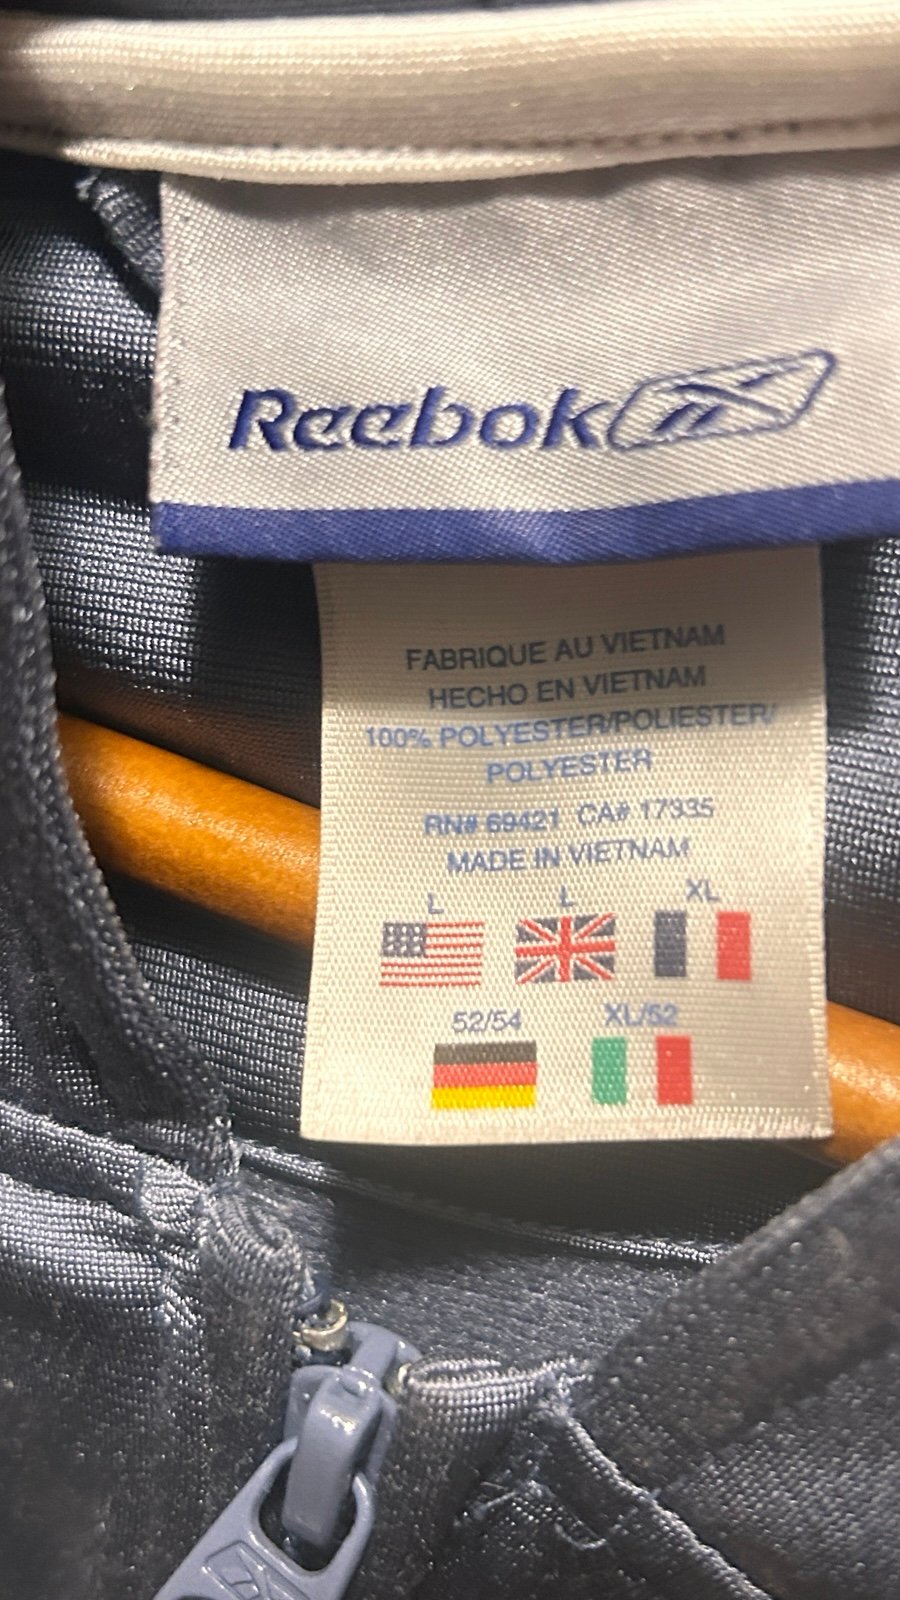 Reebok
FABRIQUE AU VIETNAM
HECHO EN VIETNAM
100% POLYESTER/POLIESTER/
POLYESTER
RN# 69421 CA# 17335
MADE IN VIETNAM
L L XL
52/54 XL/52